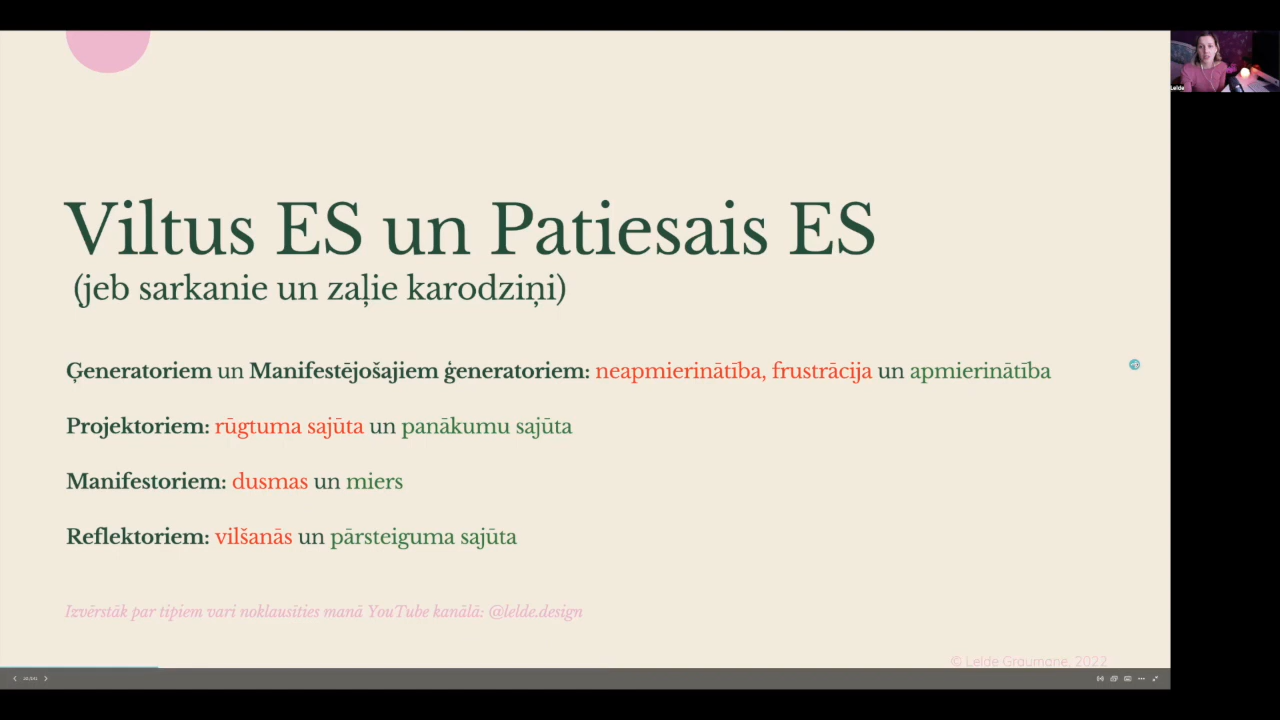 Viltus ES un Patiesais ES
(jeb sarkanie un zaļie karodziņi)
Ģeneratoriem un Manifestējošajiem ģeneratoriem: neapmierinātība, frustrācija un apmierinātība
Projektoriem: rūgtuma sajūta un panākumu sajūta
Manifestoriem: dusmas un miers
Reflektoriem: vilšanās un pārsteiguma sajūta
Izvērstāk par tipiem vari noklausīties manā YouTube kanālā: @lelde.design
© Lelde Graumane, 2022
Lelde